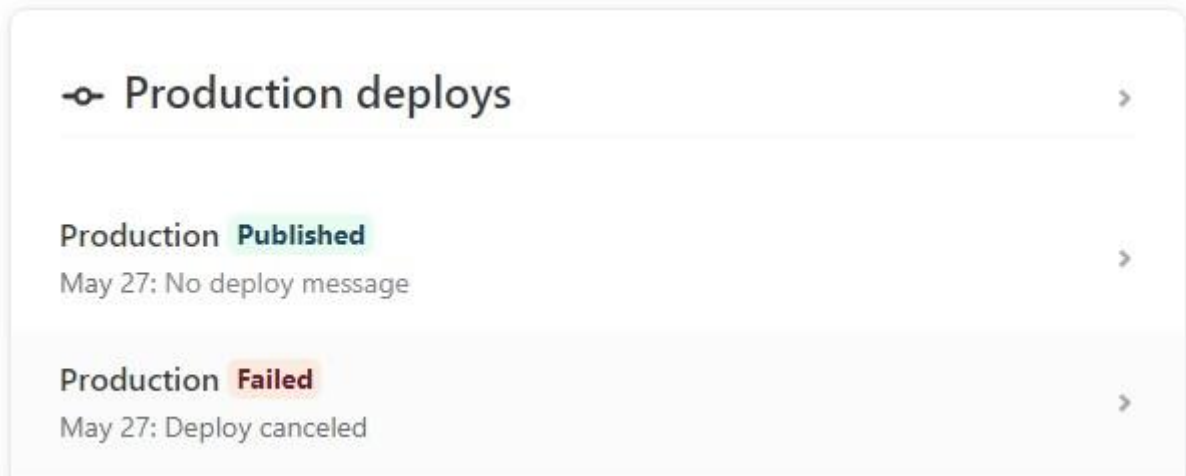 Production deploys
Production Published
May 27: No deploy message
Production Failed
May 27: Deploy canceled